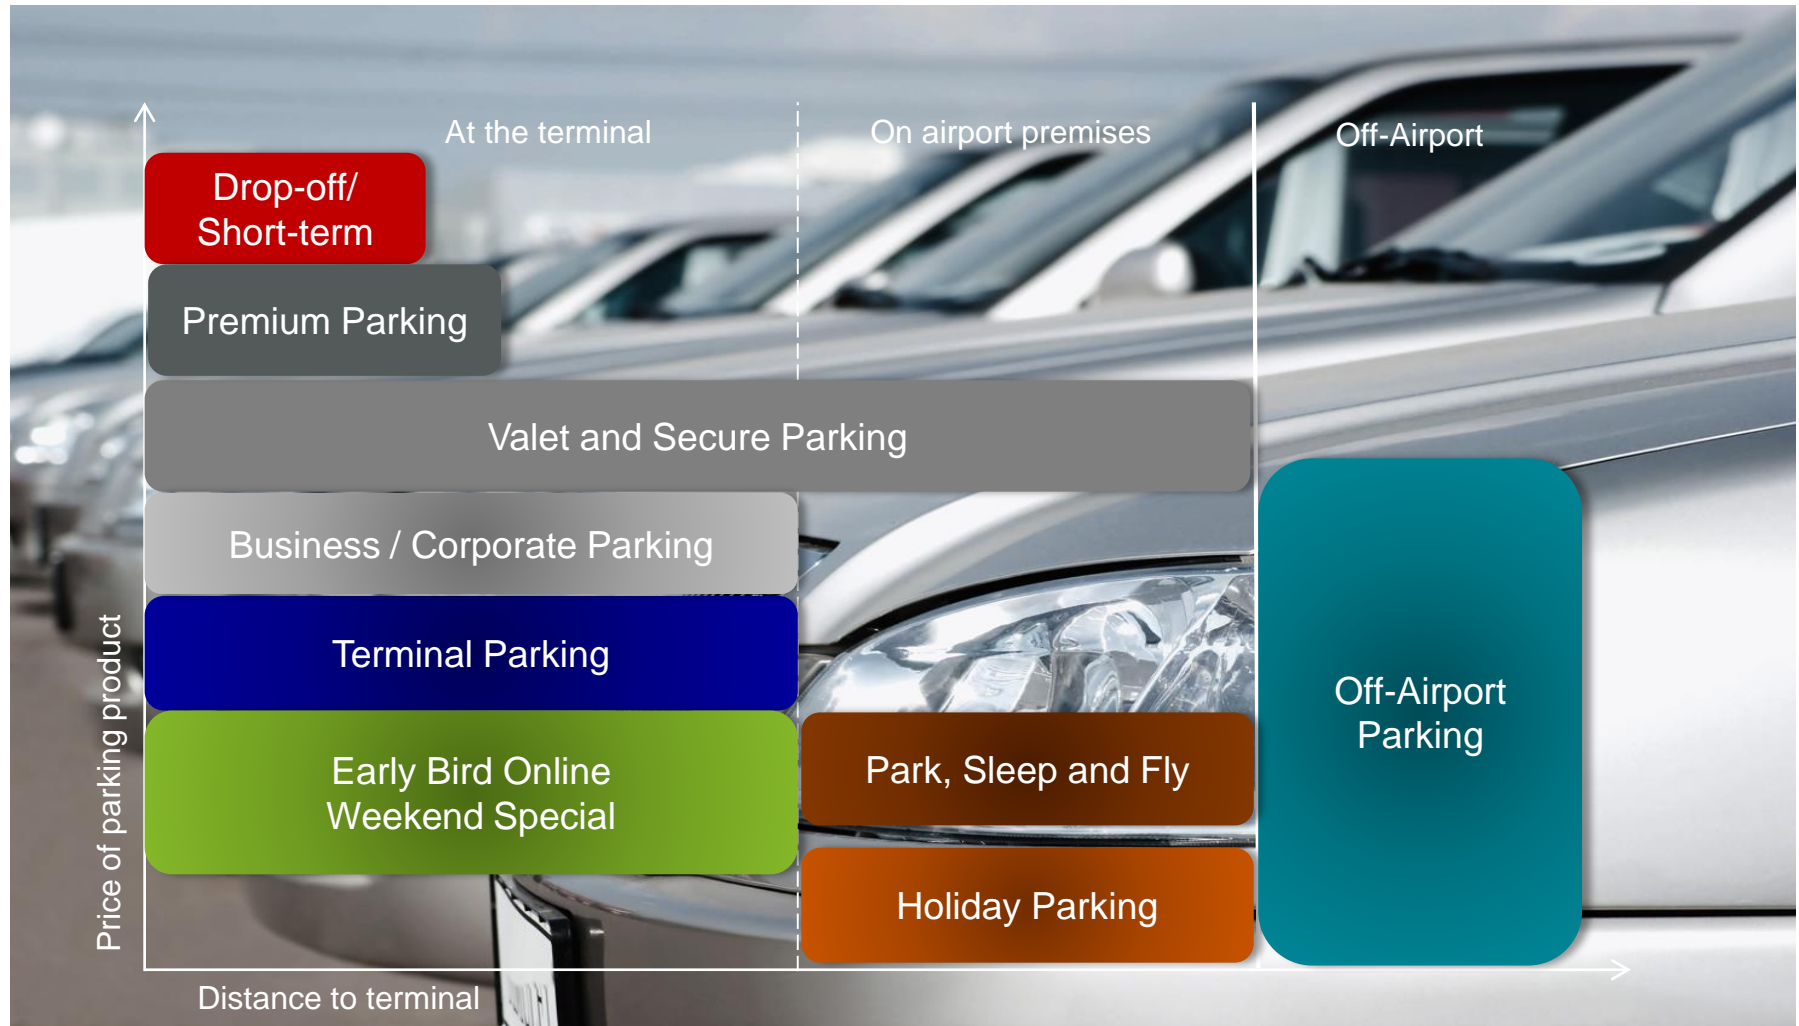 At the terminal
On airport premises
Off-Airport
Drop-off/
Short-term
Premium Parking
Valet and Secure Parking
Business / Corporate Parking
Terminal Parking
Early Bird Online
Weekend Special
Park, Sleep and Fly
Holiday Parking
Off-Airport
Parking
Price of parking product
Distance to terminal